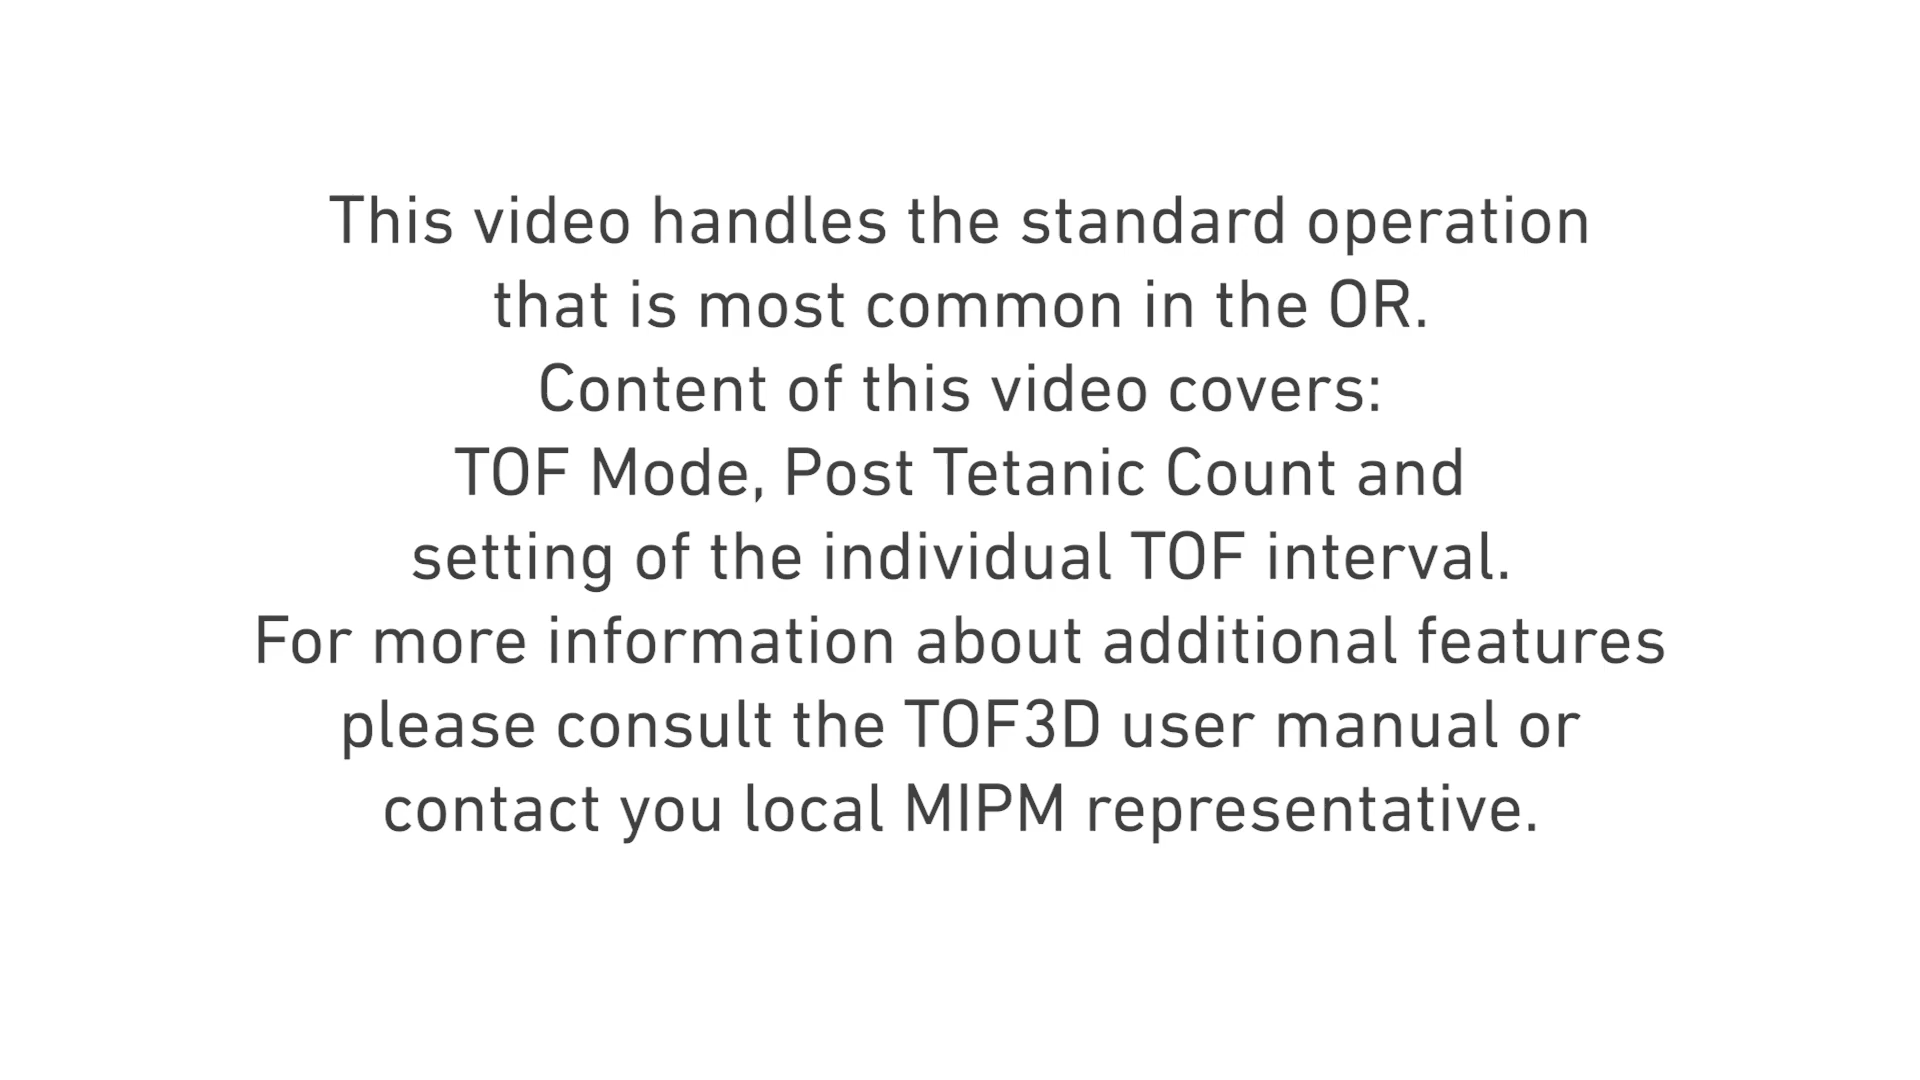 This video handles the standard operation
that is most common in the OR.
Content of this video covers:
TOF Mode, Post Tetanic Count and
setting of the individual TOF interval.
For more information about additional features
please consult the TOF3D user manual or
contact you local MIPM representative.